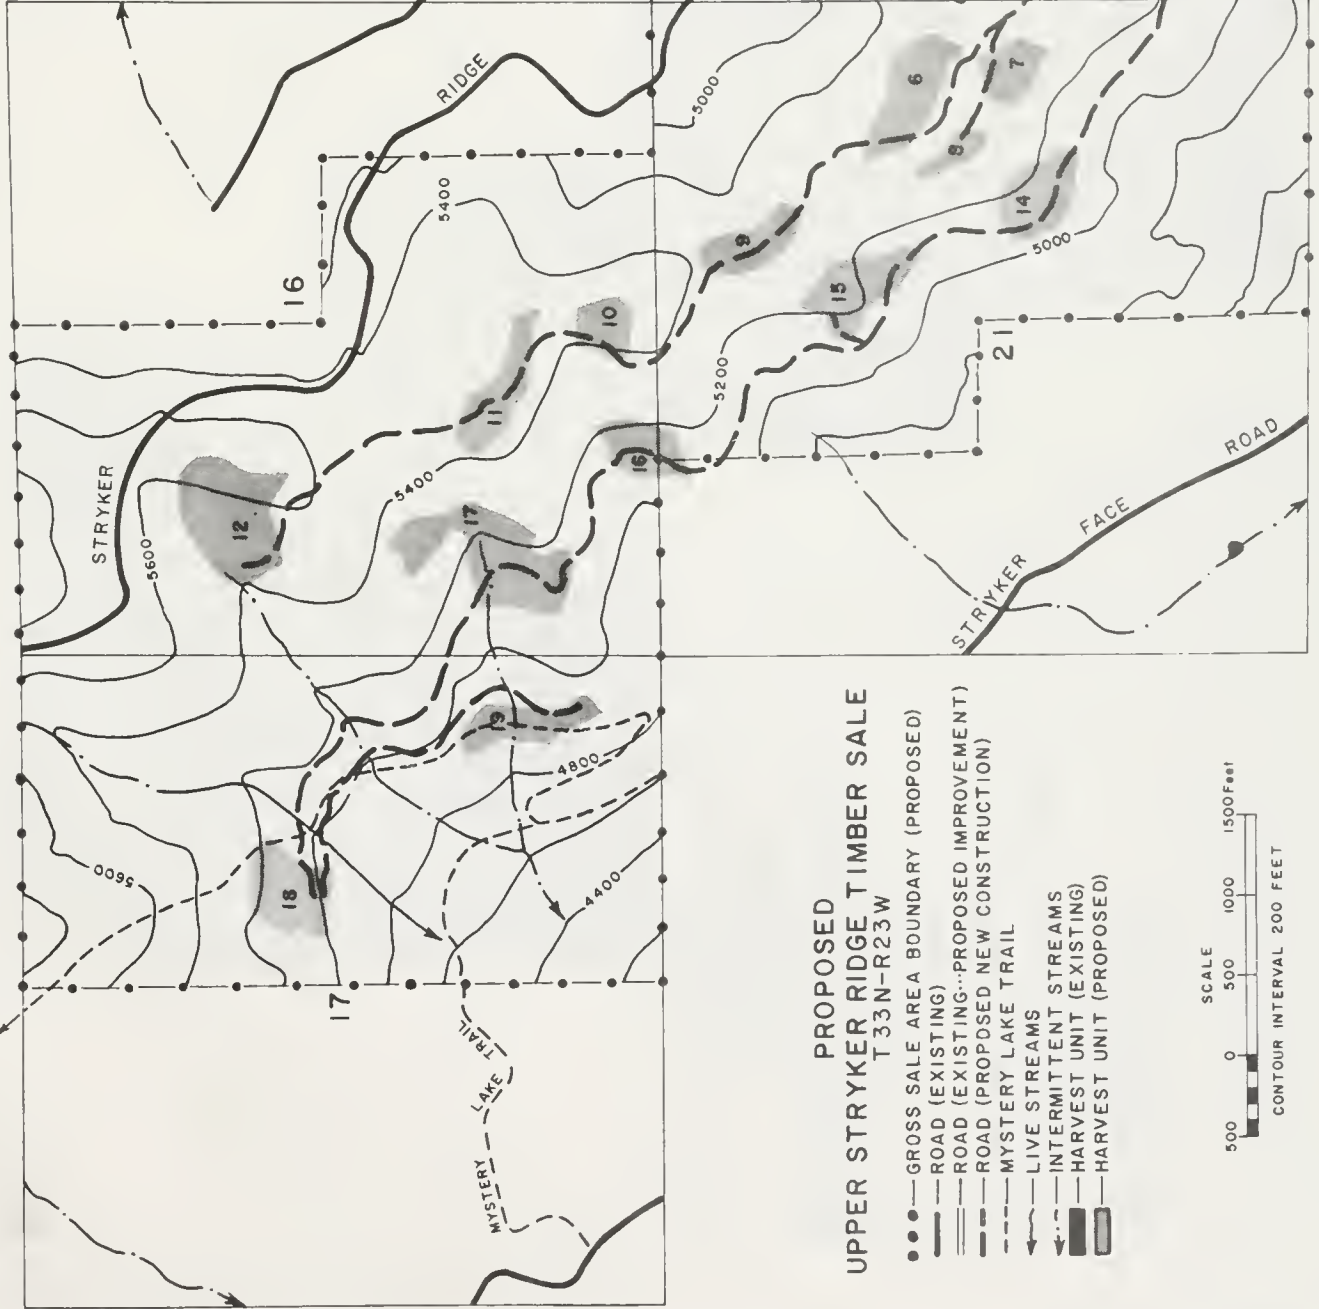 PROPOSED
UPPER STRYKER RIDGE TIMBER SALE
T33N-R23W
GROSS SALE AREA BOUNDARY (PROPOSED)
ROAD (EXISTING)
ROAD (EXISTING···PROPOSED IMPROVEMENT)
ROAD (PROPOSED NEW CONSTRUCTION)
MYSTERY LAKE TRAIL
LIVE STREAMS
INTERMITTENT STREAMS
HARVEST UNIT (EXISTING)
HARVEST UNIT (PROPOSED)
SCALE
500 0 500 1000 1500 Feet
CONTOUR INTERVAL 200 FEET
MYSTERY LAKE TRAIL
17
18
5600
4400
4800
19
STRYKER
5600
12
5400
17
16
11
10
16
5400
RIDGE
5000
5200
9
15
6
7
8
14
5000
21
STRYKER FACE ROAD